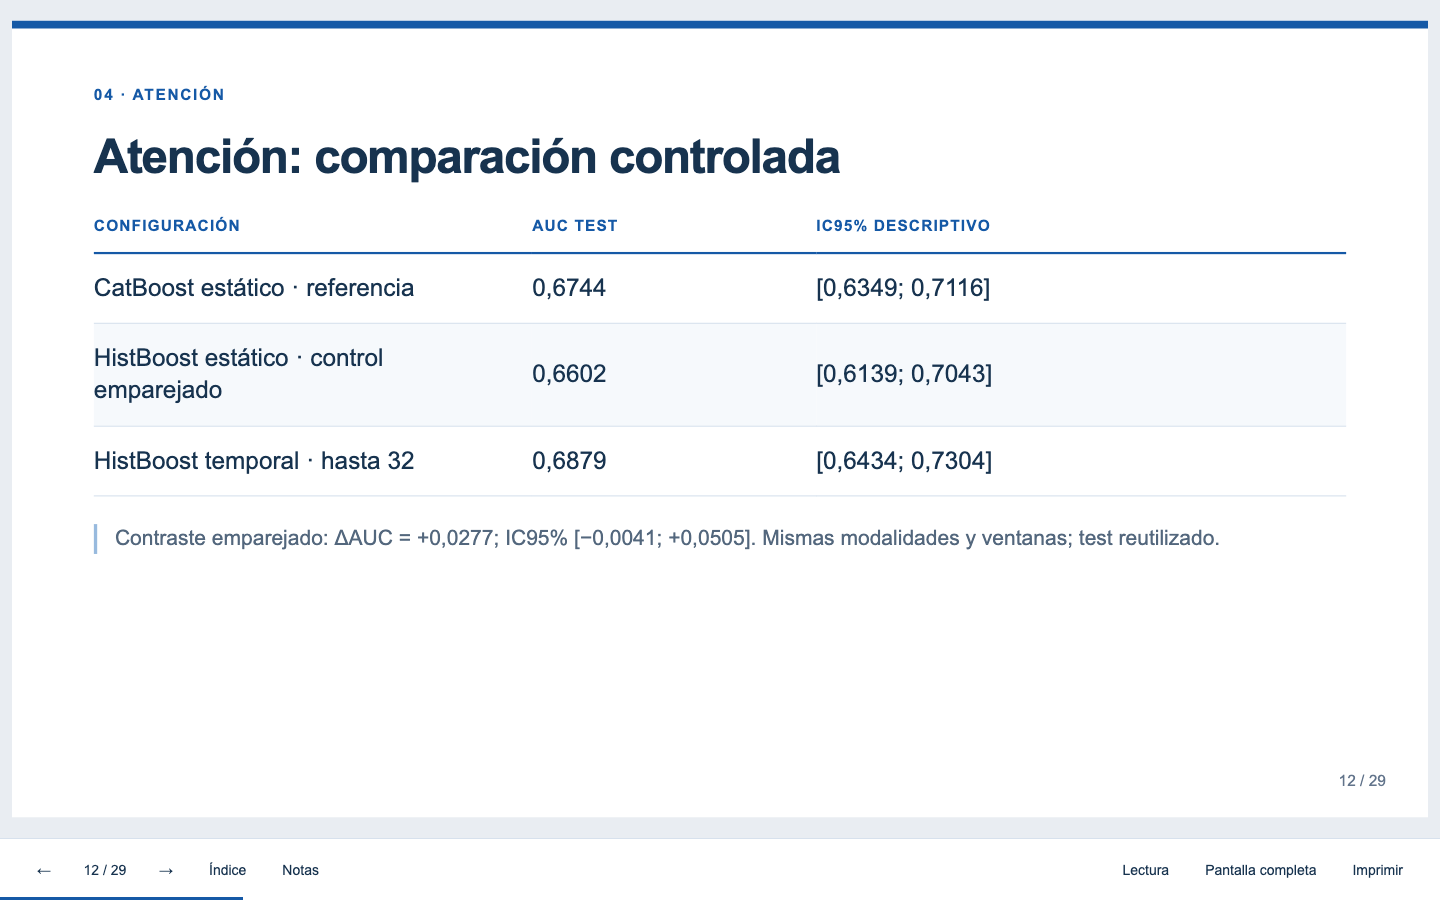 04 · ATENCIÓN
Atención: comparación controlada
CONFIGURACIÓN AUC TEST IC95% DESCRIPTIVO
CatBoost estático · referencia 0,6744 [0,6349; 0,7116]
HistBoost estático · control
emparejado 0,6602 [0,6139; 0,7043]
HistBoost temporal · hasta 32 0,6879 [0,6434; 0,7304]
Contraste emparejado: ΔAUC = +0,0277; IC95% [−0,0041; +0,0505]. Mismas modalidades y ventanas; test reutilizado.
12 / 29
← 12 / 29 → Índice Notas Lectura Pantalla completa Imprimir